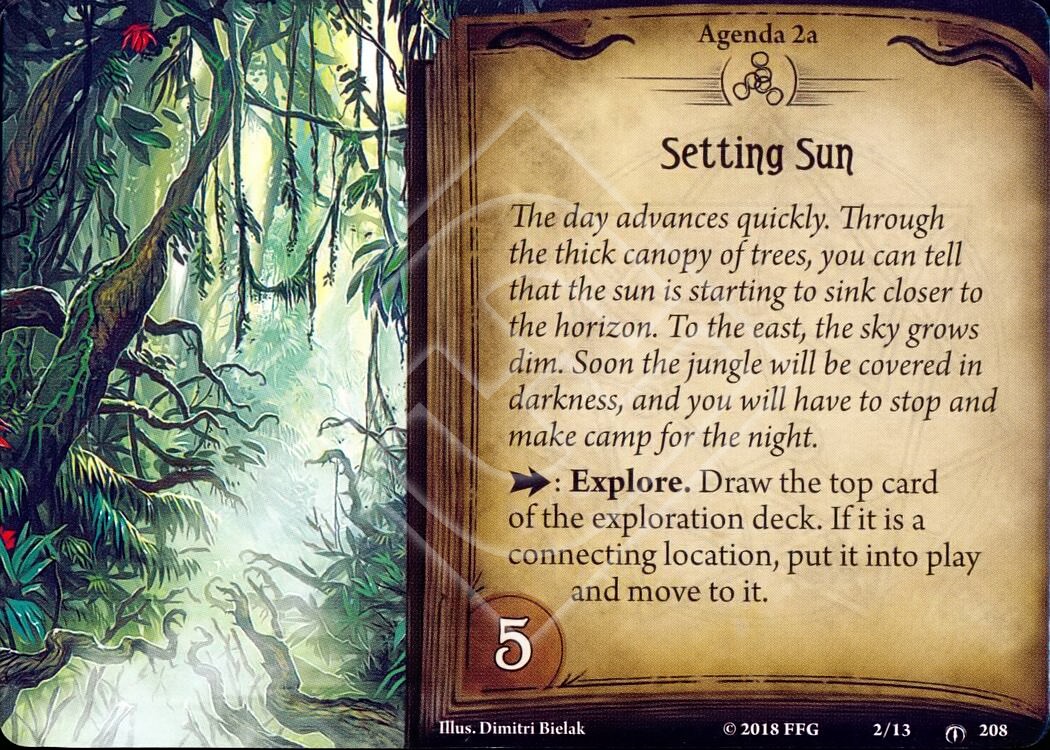 Agenda 2a
Setting Sun
The day advances quickly. Through
the thick canopy of trees, you can tell
that the sun is starting to sink closer to
the horizon. To the east, the sky grows
dim. Soon the jungle will be covered in
darkness, and you will have to stop and
make camp for the night.
: Explore. Draw the top card
of the exploration deck. If it is a
connecting location, put it into play
and move to it.
5
Illus. Dimitri Bielak © 2018 FFG 2/13 208